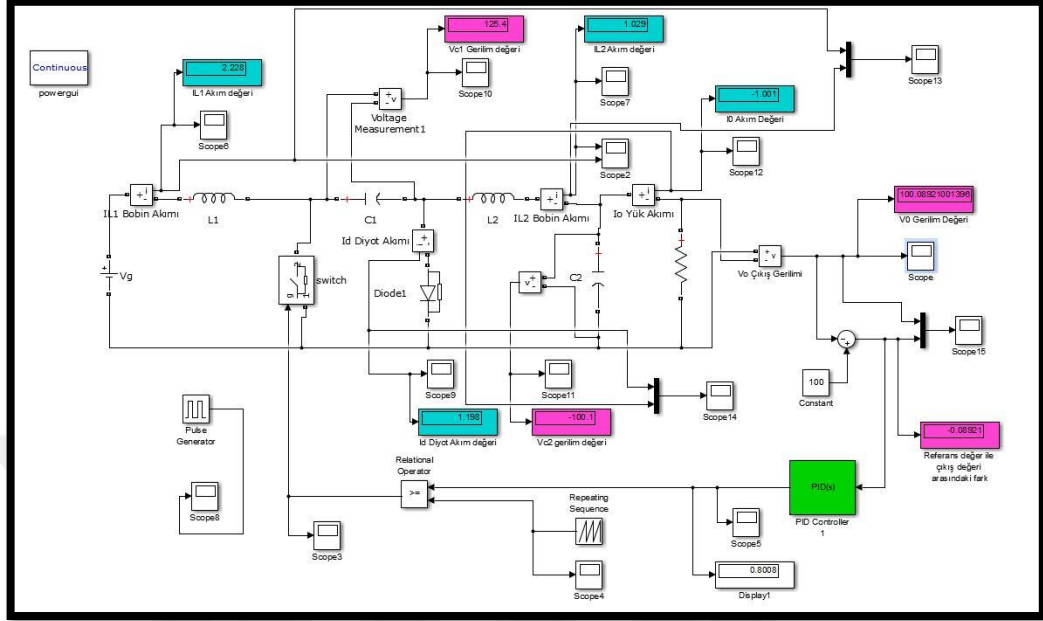 Continuous
powergui
2.228
IL1 Akım değeri
Scope6
125.4
Vc1 Gerilim değeri
Scope10
Voltage
Measurement1
1.029
IL2 Akım değeri
Scope7
Scope2
Scope13
-1.001
I0 Akım Değeri
Scope12
IL1 Bobin Akımı
L1
C1
L2
IL2 Bobin Akımı
Io Yük Akımı
100.08921001396
V0 Gerilim Değeri
Id Diyot Akımı
Vg
switch
Diode1
C2
Vo Çıkış Gerilimi
Scope
Scope15
100
Constant
Scope9
Scope11
Scope14
1.198
Id Diyot Akım değeri
-100.1
Vc2 gerilim değeri
-0.08921
Referans değer ile
çıkış değeri
arasındaki fark
Pulse
Generator
Scope8
Relational
Operator
>=
Scope3
Repeating
Sequence
Scope4
PID(s)
PID Controller
1
Scope5
0.8008
Display1